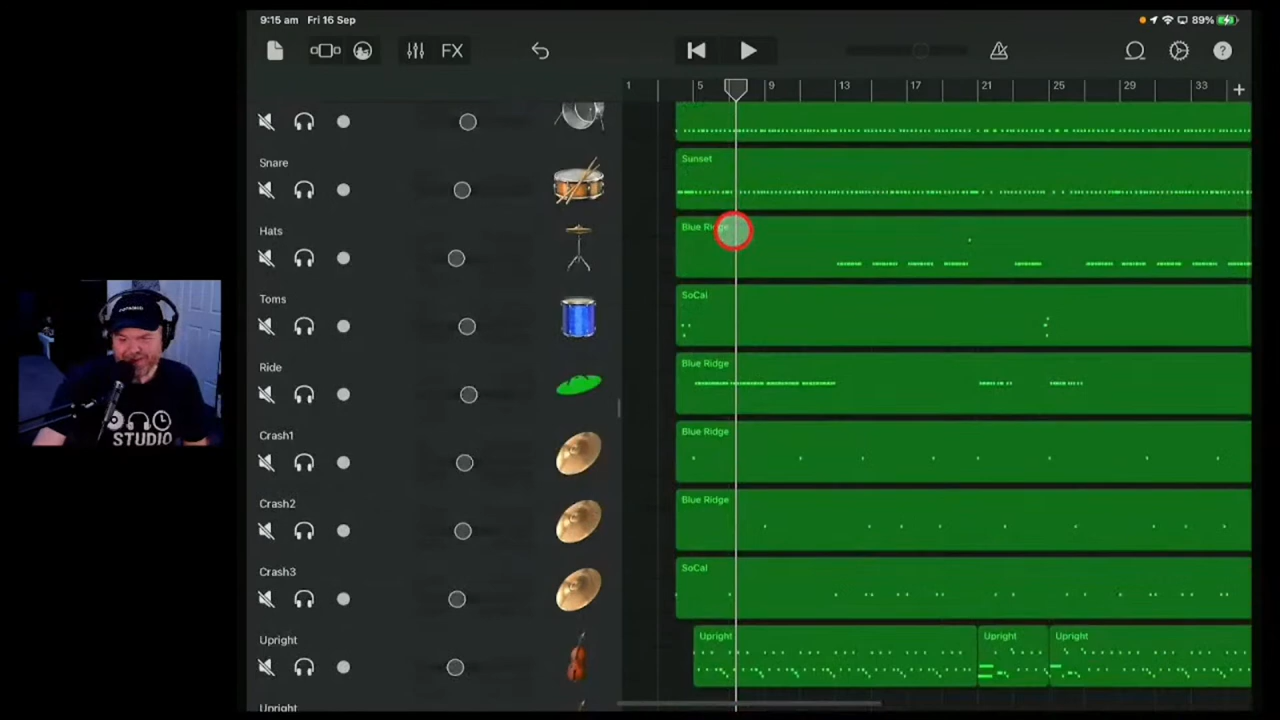 9:15 am Fri 16 Sep
89%
FX
?
1 5 9 13 17 21 25 29 33 +
Snare
Sunset
Hats
Blue Ridge
Toms
SoCal
Ride
Blue Ridge
Crash1
Blue Ridge
Crash2
Blue Ridge
Crash3
SoCal
Upright
Upright Upright Upright
Upright
STUDIO